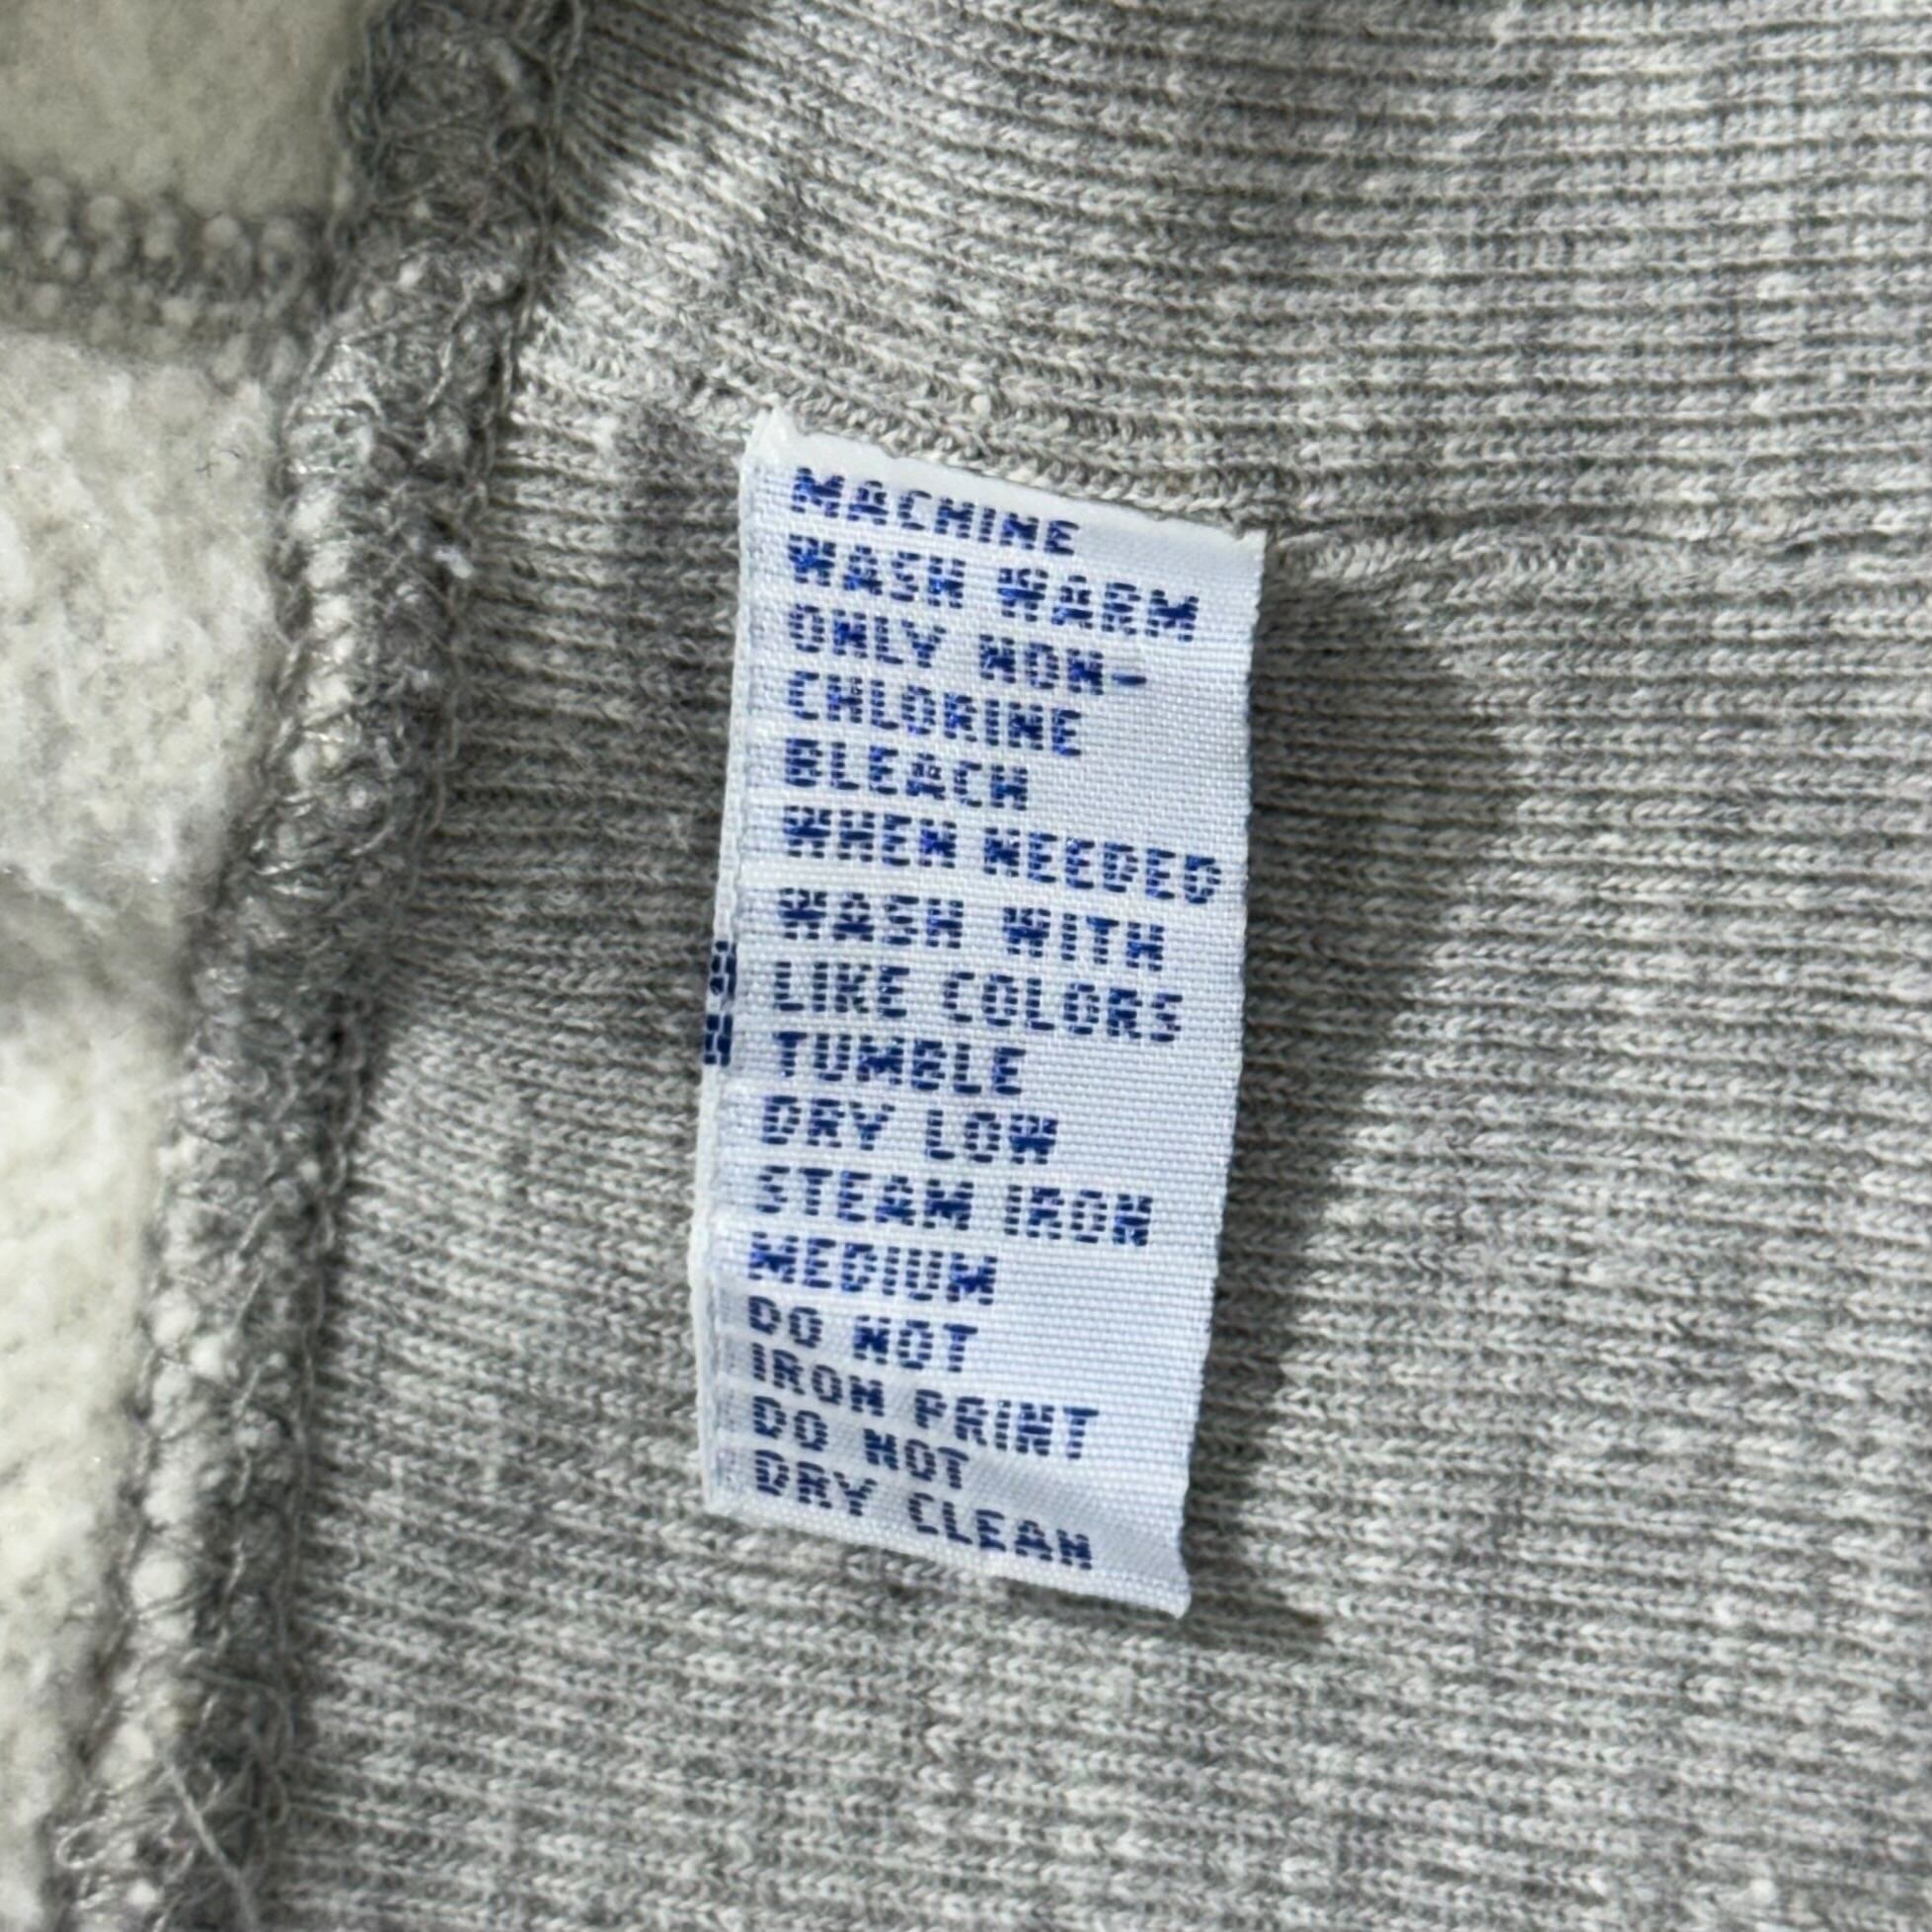 MACHINE
WASH WARM
ONLY NON-
CHLORINE
BLEACH
WHEN NEEDED
WASH WITH
LIKE COLORS
TUMBLE
DRY LOW
STEAM IRON
MEDIUM
DO NOT
IRON PRINT
DO NOT
DRY CLEAN